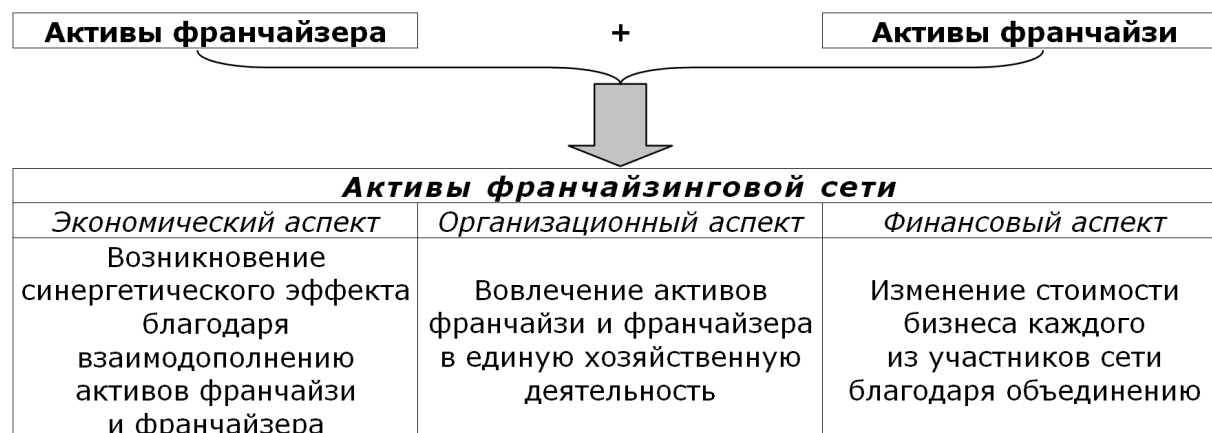 Активы франчайзера + Активы франчайзи
Активы франчайзинговой сети
Экономический аспект Организационный аспект Финансовый аспект
Возникновение
синергетического эффекта
благодаря
взаимодополнению
активов франчайзи
и франчайзера
Вовлечение активов
франчайзи и франчайзера
в единую хозяйственную
деятельность
Изменение стоимости
бизнеса каждого
из участников сети
благодаря объединению